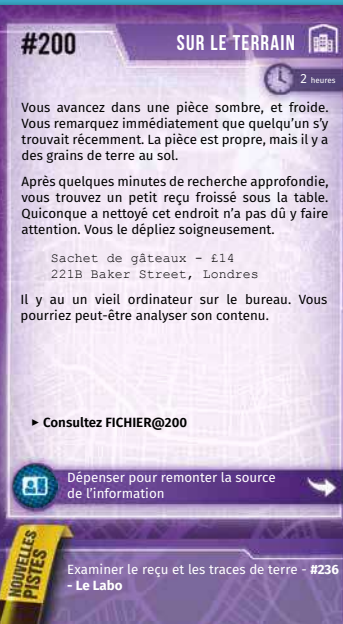 #200
SUR LE TERRAIN
2 heures
Vous avancez dans une pièce sombre, et froide.
Vous remarquez immédiatement que quelqu'un s'y
trouvait récemment. La pièce est propre, mais il y a
des grains de terre au sol.
Après quelques minutes de recherche approfondie,
vous trouvez un petit reçu froissé sous la table.
Quiconque a nettoyé cet endroit n'a pas dû y faire
attention. Vous le dépliez soigneusement.
Sachet de gâteaux - £14
221B Baker Street, Londres
Il y au un vieil ordinateur sur le bureau. Vous
pourriez peut-être analyser son contenu.
▸ Consultez FICHIER@200
Dépenser pour remonter la source
de l'information
NOUVELLES
PISTES
Examiner le reçu et les traces de terre - #236
- Le Labo